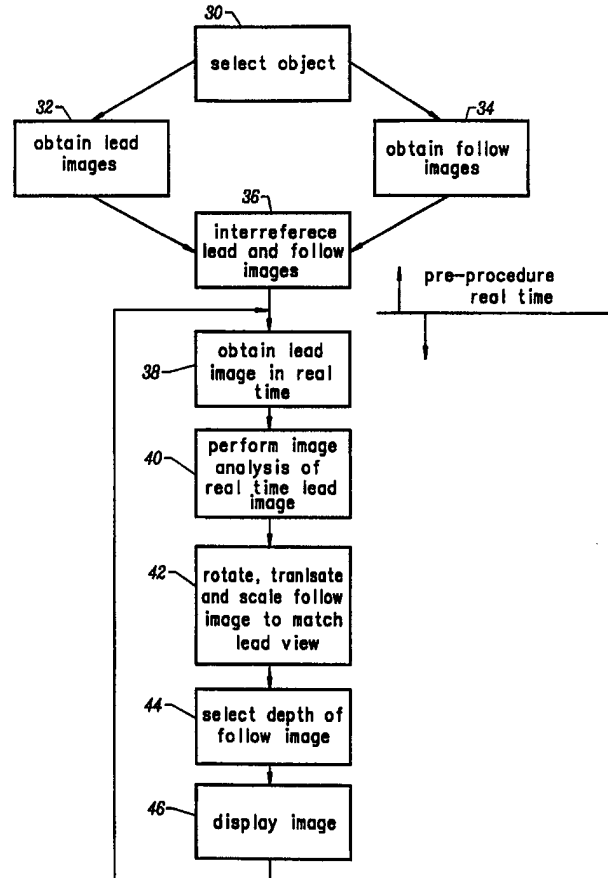 30
select object
32
obtain lead
images
34
obtain follow
images
36
interreferece
lead and follow
images
pre-procedure
real time
38
obtain lead
image in real
time
40
perform image
analysis of
real time lead
image
42
rotate, tranlsate
and scale follow
image to match
lead view
44
select depth of
follow image
46
display image